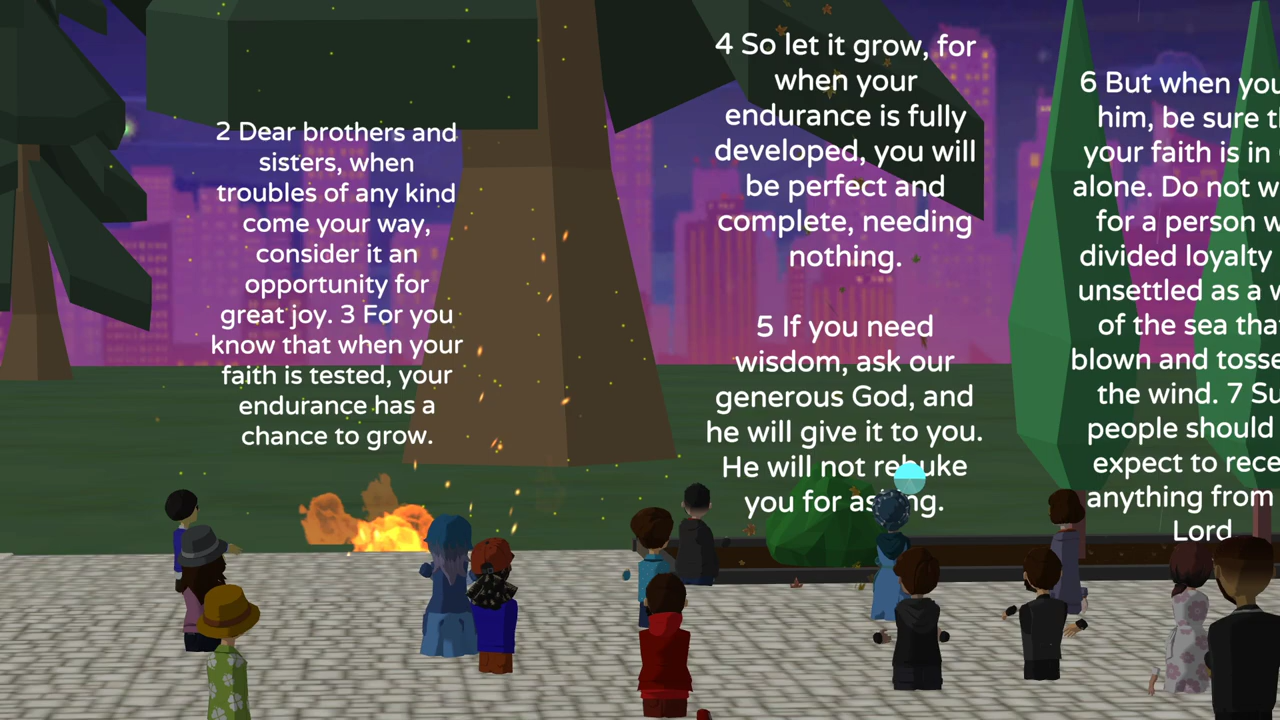 2 Dear brothers and
sisters, when
troubles of any kind
come your way,
consider it an
opportunity for
great joy. 3 For you
know that when your
faith is tested, your
endurance has a
chance to grow.
4 So let it grow, for
when your
endurance is fully
developed, you will
be perfect and
complete, needing
nothing.
5 If you need
wisdom, ask our
generous God, and
he will give it to you.
He will not rebuke
you for asking.
6 But when you
him, be sure
your faith is in
alone. Do not
for a person
divided loyalty
unsettled as a
of the sea
blown and
the wind. 7
people should
expect to
anything from
Lord